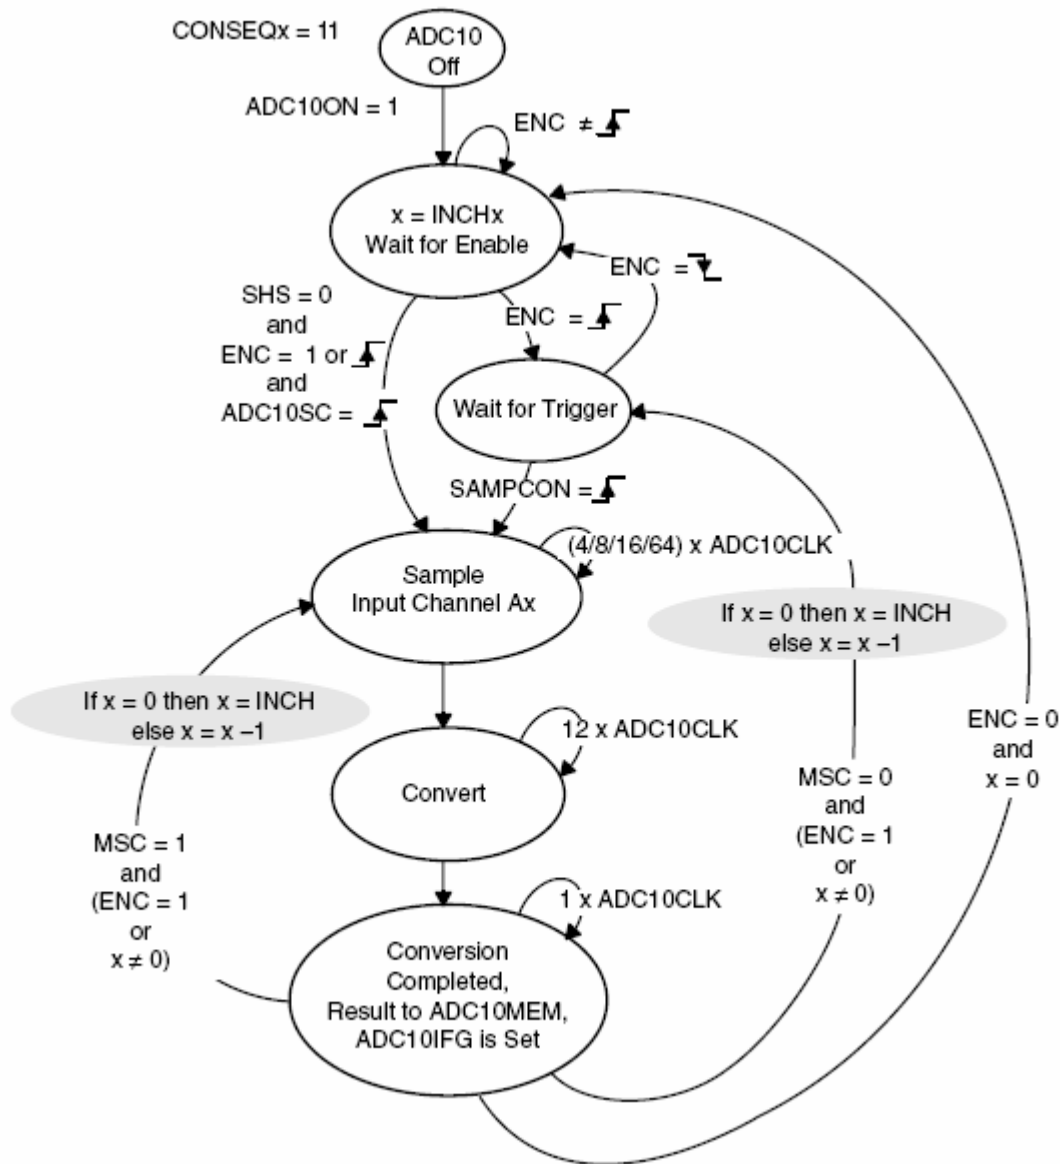 CONSEQx = 11
ADC10
Off
ADC10ON = 1
ENC ≠
x = INCHx
Wait for Enable
ENC =
SHS = 0
and
ENC = 1 or
and
ADC10SC =
ENC =
Wait for Trigger
SAMPCON =
(4/8/16/64) x ADC10CLK
Sample
Input Channel Ax
If x = 0 then x = INCH
else x = x –1
If x = 0 then x = INCH
else x = x –1
12 x ADC10CLK
Convert
ENC = 0
and
x = 0
MSC = 0
and
(ENC = 1
or
x ≠ 0)
MSC = 1
and
(ENC = 1
or
x ≠ 0)
1 x ADC10CLK
Conversion
Completed,
Result to ADC10MEM,
ADC10IFG is Set